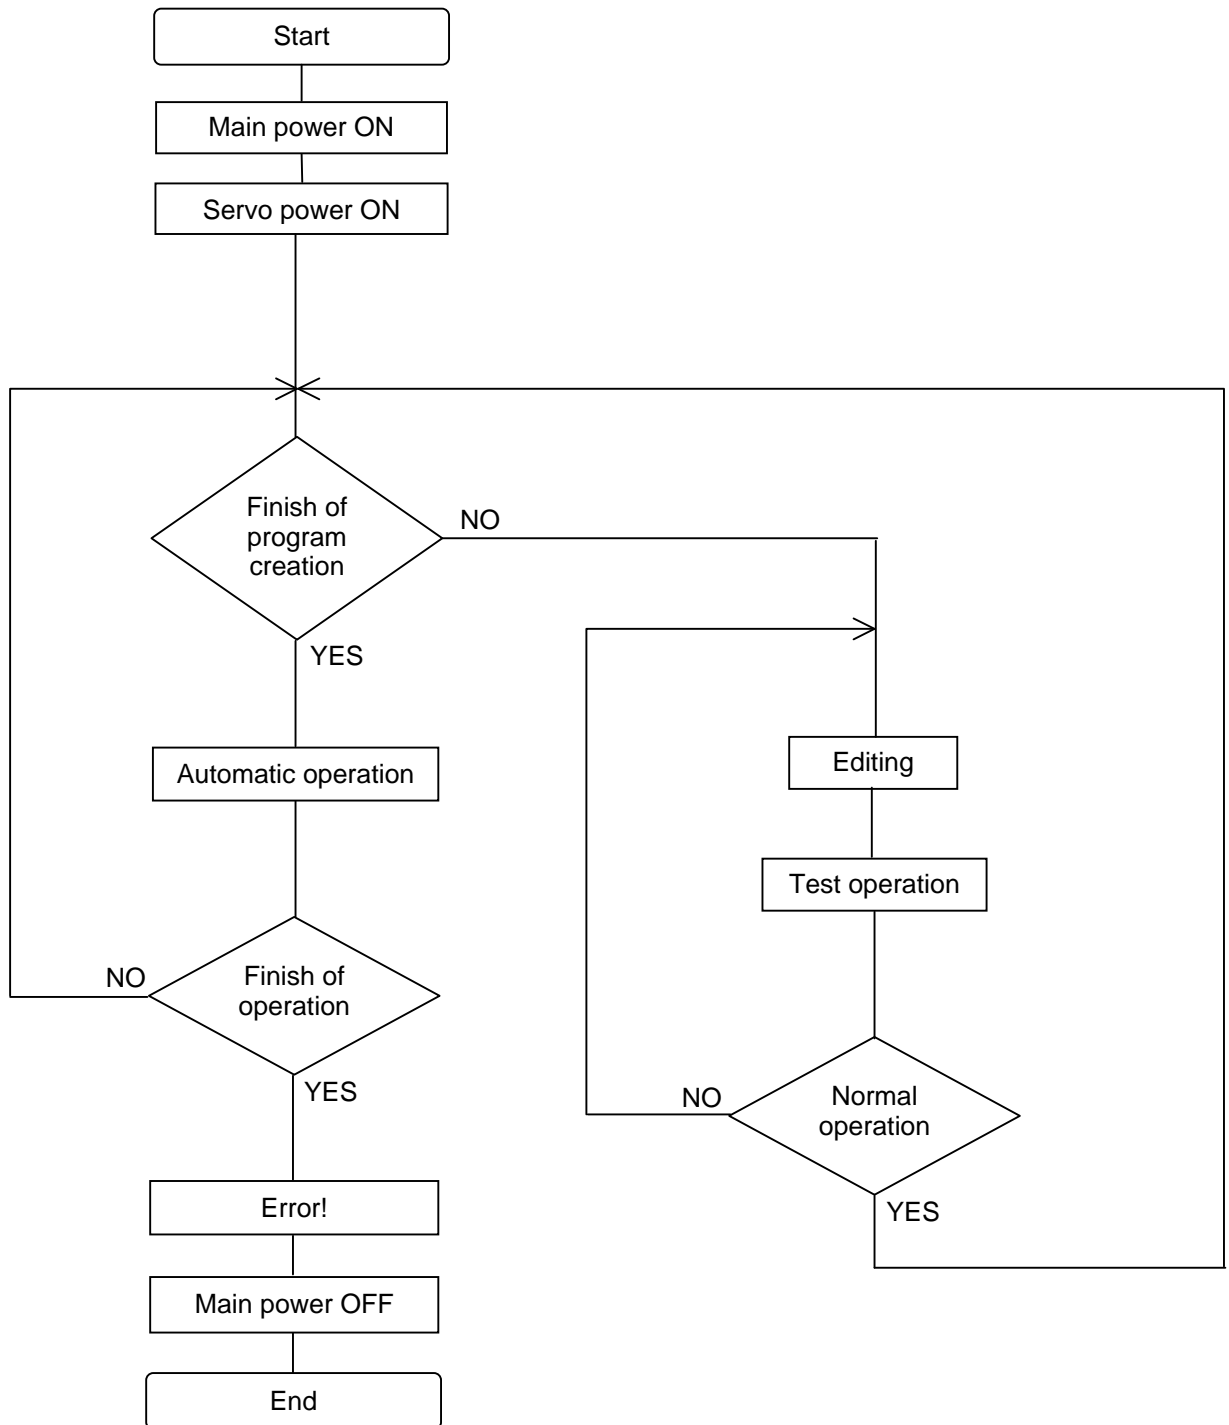 Start
Main power ON
Servo power ON
Finish of
program
creation
NO
YES
Automatic operation
Finish of
operation
NO
YES
Error!
Main power OFF
End
Editing
Test operation
Normal
operation
NO
YES